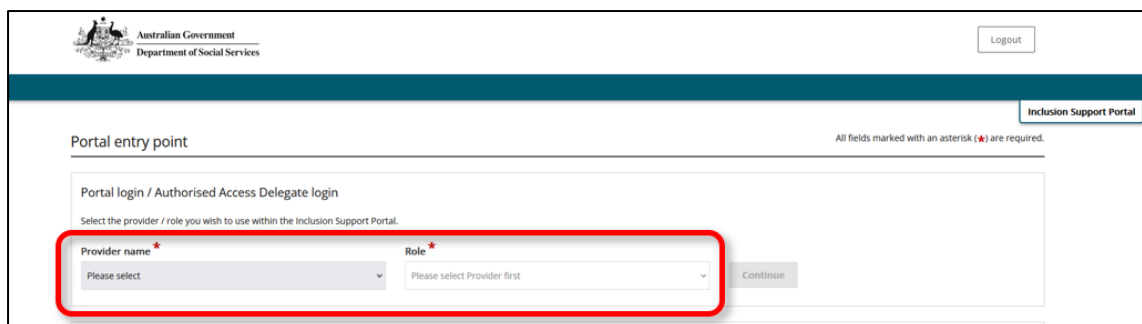 Australian Government
Department of Social Services
Logout
Inclusion Support Portal
Portal entry point
All fields marked with an asterisk (*) are required.
Portal login / Authorised Access Delegate login
Select the provider / role you wish to use within the Inclusion Support Portal.
Provider name * Role *
Please select Please select Provider first Continue